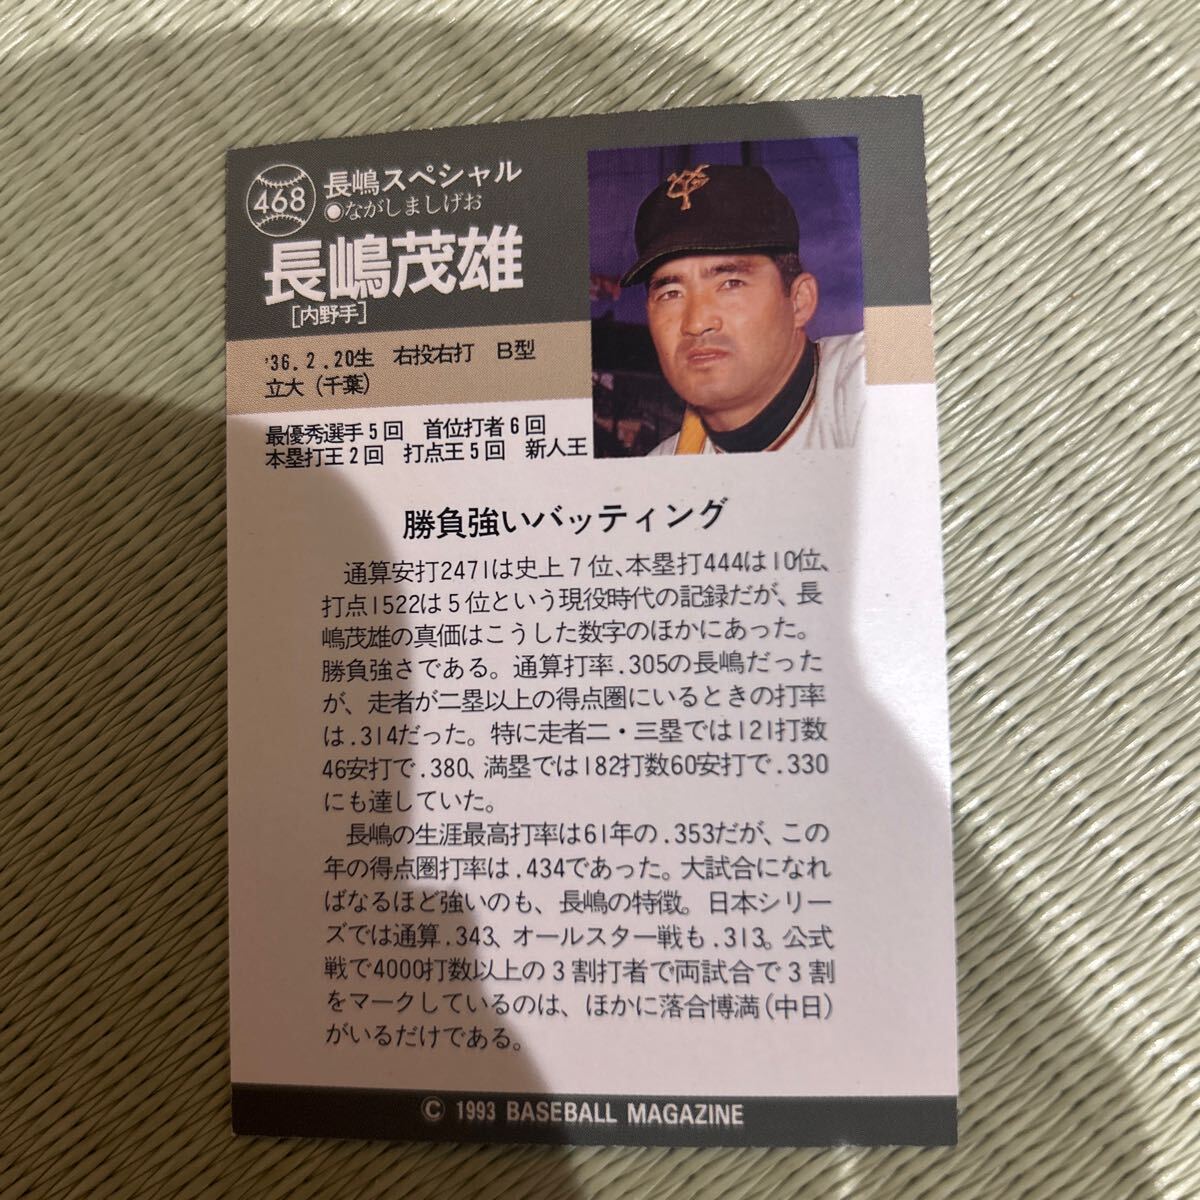 468
長嶋スペシャル
●ながしましげお
長嶋茂雄
[内野手]
'36.2.20生 右投右打 B型
立大(千葉)
最優秀選手5回 首位打者6回
本塁打王2回 打点王5回 新人王
勝負強いバッティング
通算安打2471は史上7位、本塁打444は10位、
打点1522は5位という現役時代の記録だが、長
嶋茂雄の真価はこうした数字のほかにあった。
勝負強さである。通算打率.305の長嶋だった
が、走者が二塁以上の得点圏にいるときの打率
は.314だった。特に走者二・三塁では121打数
46安打で.380、満塁では182打数60安打で.330
にも達していた。
長嶋の生涯最高打率は61年の.353だが、この
年の得点圏打率は.434であった。大試合になれ
ばなるほど強いのも、長嶋の特徴。日本シリー
ズでは通算.343、オールスター戦も.313。公式
戦で4000打数以上の3割打者で両試合で3割
をマークしているのは、ほかに落合博満(中日)
がいるだけである。
© 1993 BASEBALL MAGAZINE